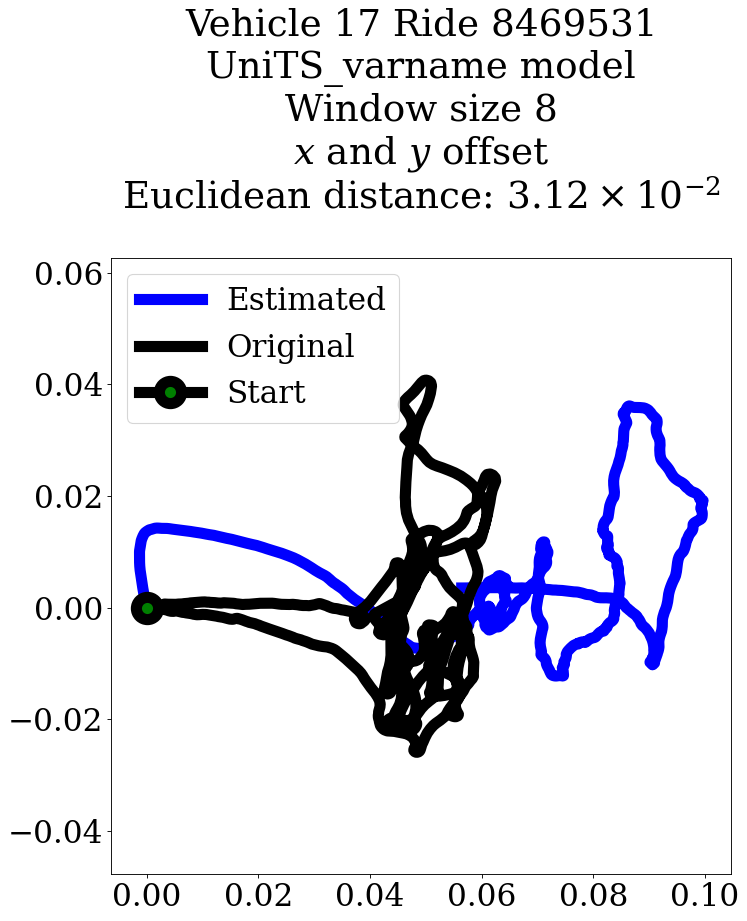 Vehicle 17 Ride 8469531
UniTS_varname model
Window size 8
x and y offset
Euclidean distance: 3.12 × 10⁻²
Estimated
Original
Start
0.06
0.04
0.02
0.00
−0.02
−0.04
0.00 0.02 0.04 0.06 0.08 0.10